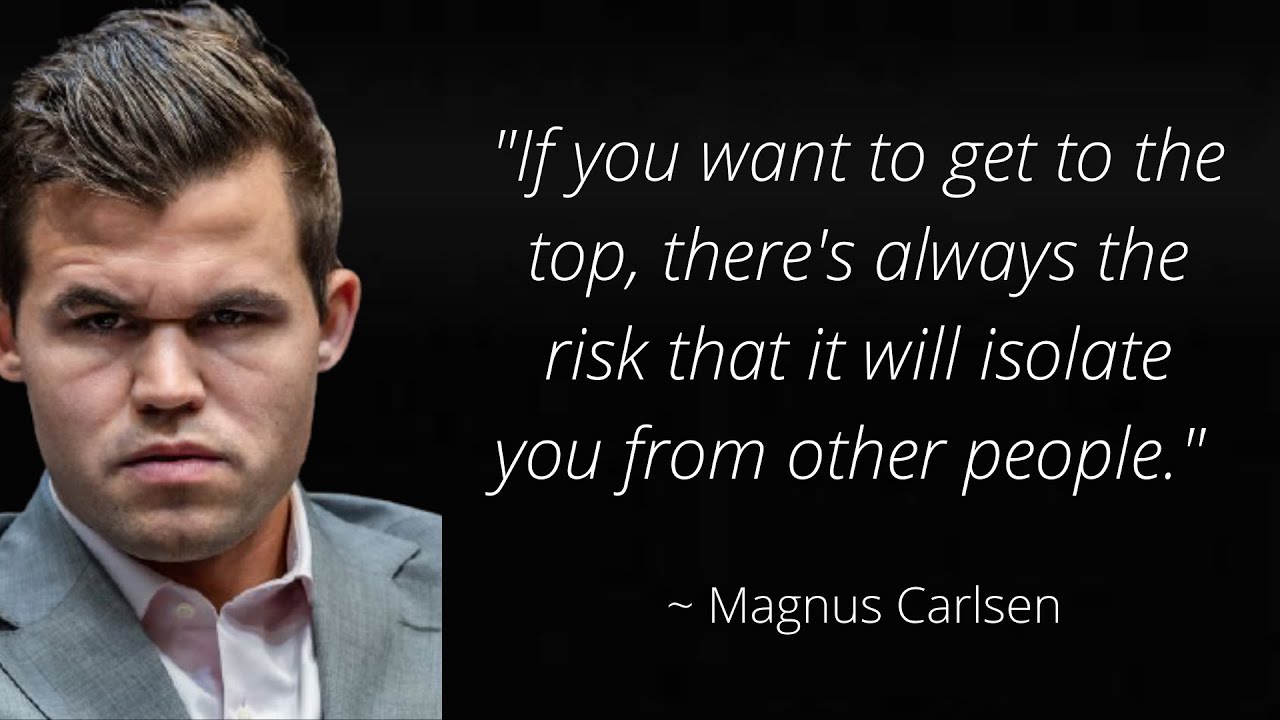 "If you want to get to the
top, there's always the
risk that it will isolate
you from other people."
~ Magnus Carlsen